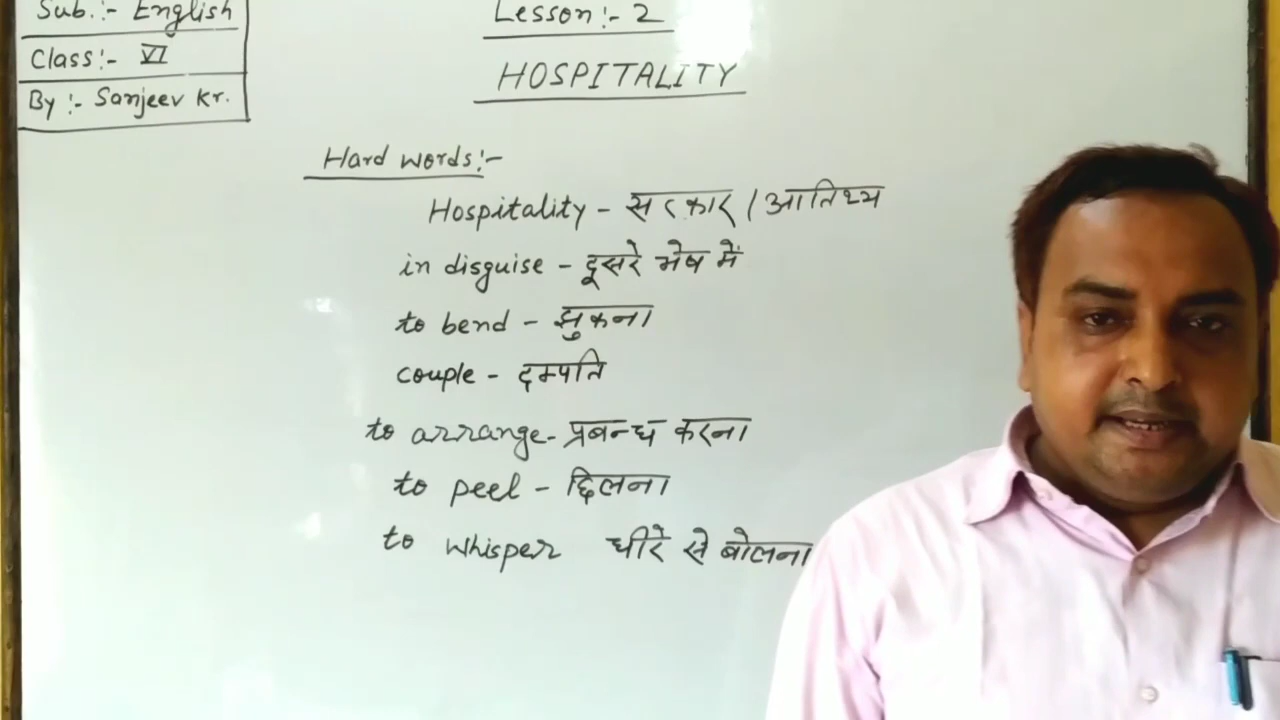 Sub.:- English
Class:- VI
By:- Sanjeev Kr.
Lesson:- 2
HOSPITALITY
Hard words:-
Hospitality - सत्कार / आतिथ्य
in disguise - दूसरे भेष में
to bend - झुकना
couple - दम्पति
to arrange- प्रबन्ध करना
to peel - छिलना
to whisper धीरे से बोलना